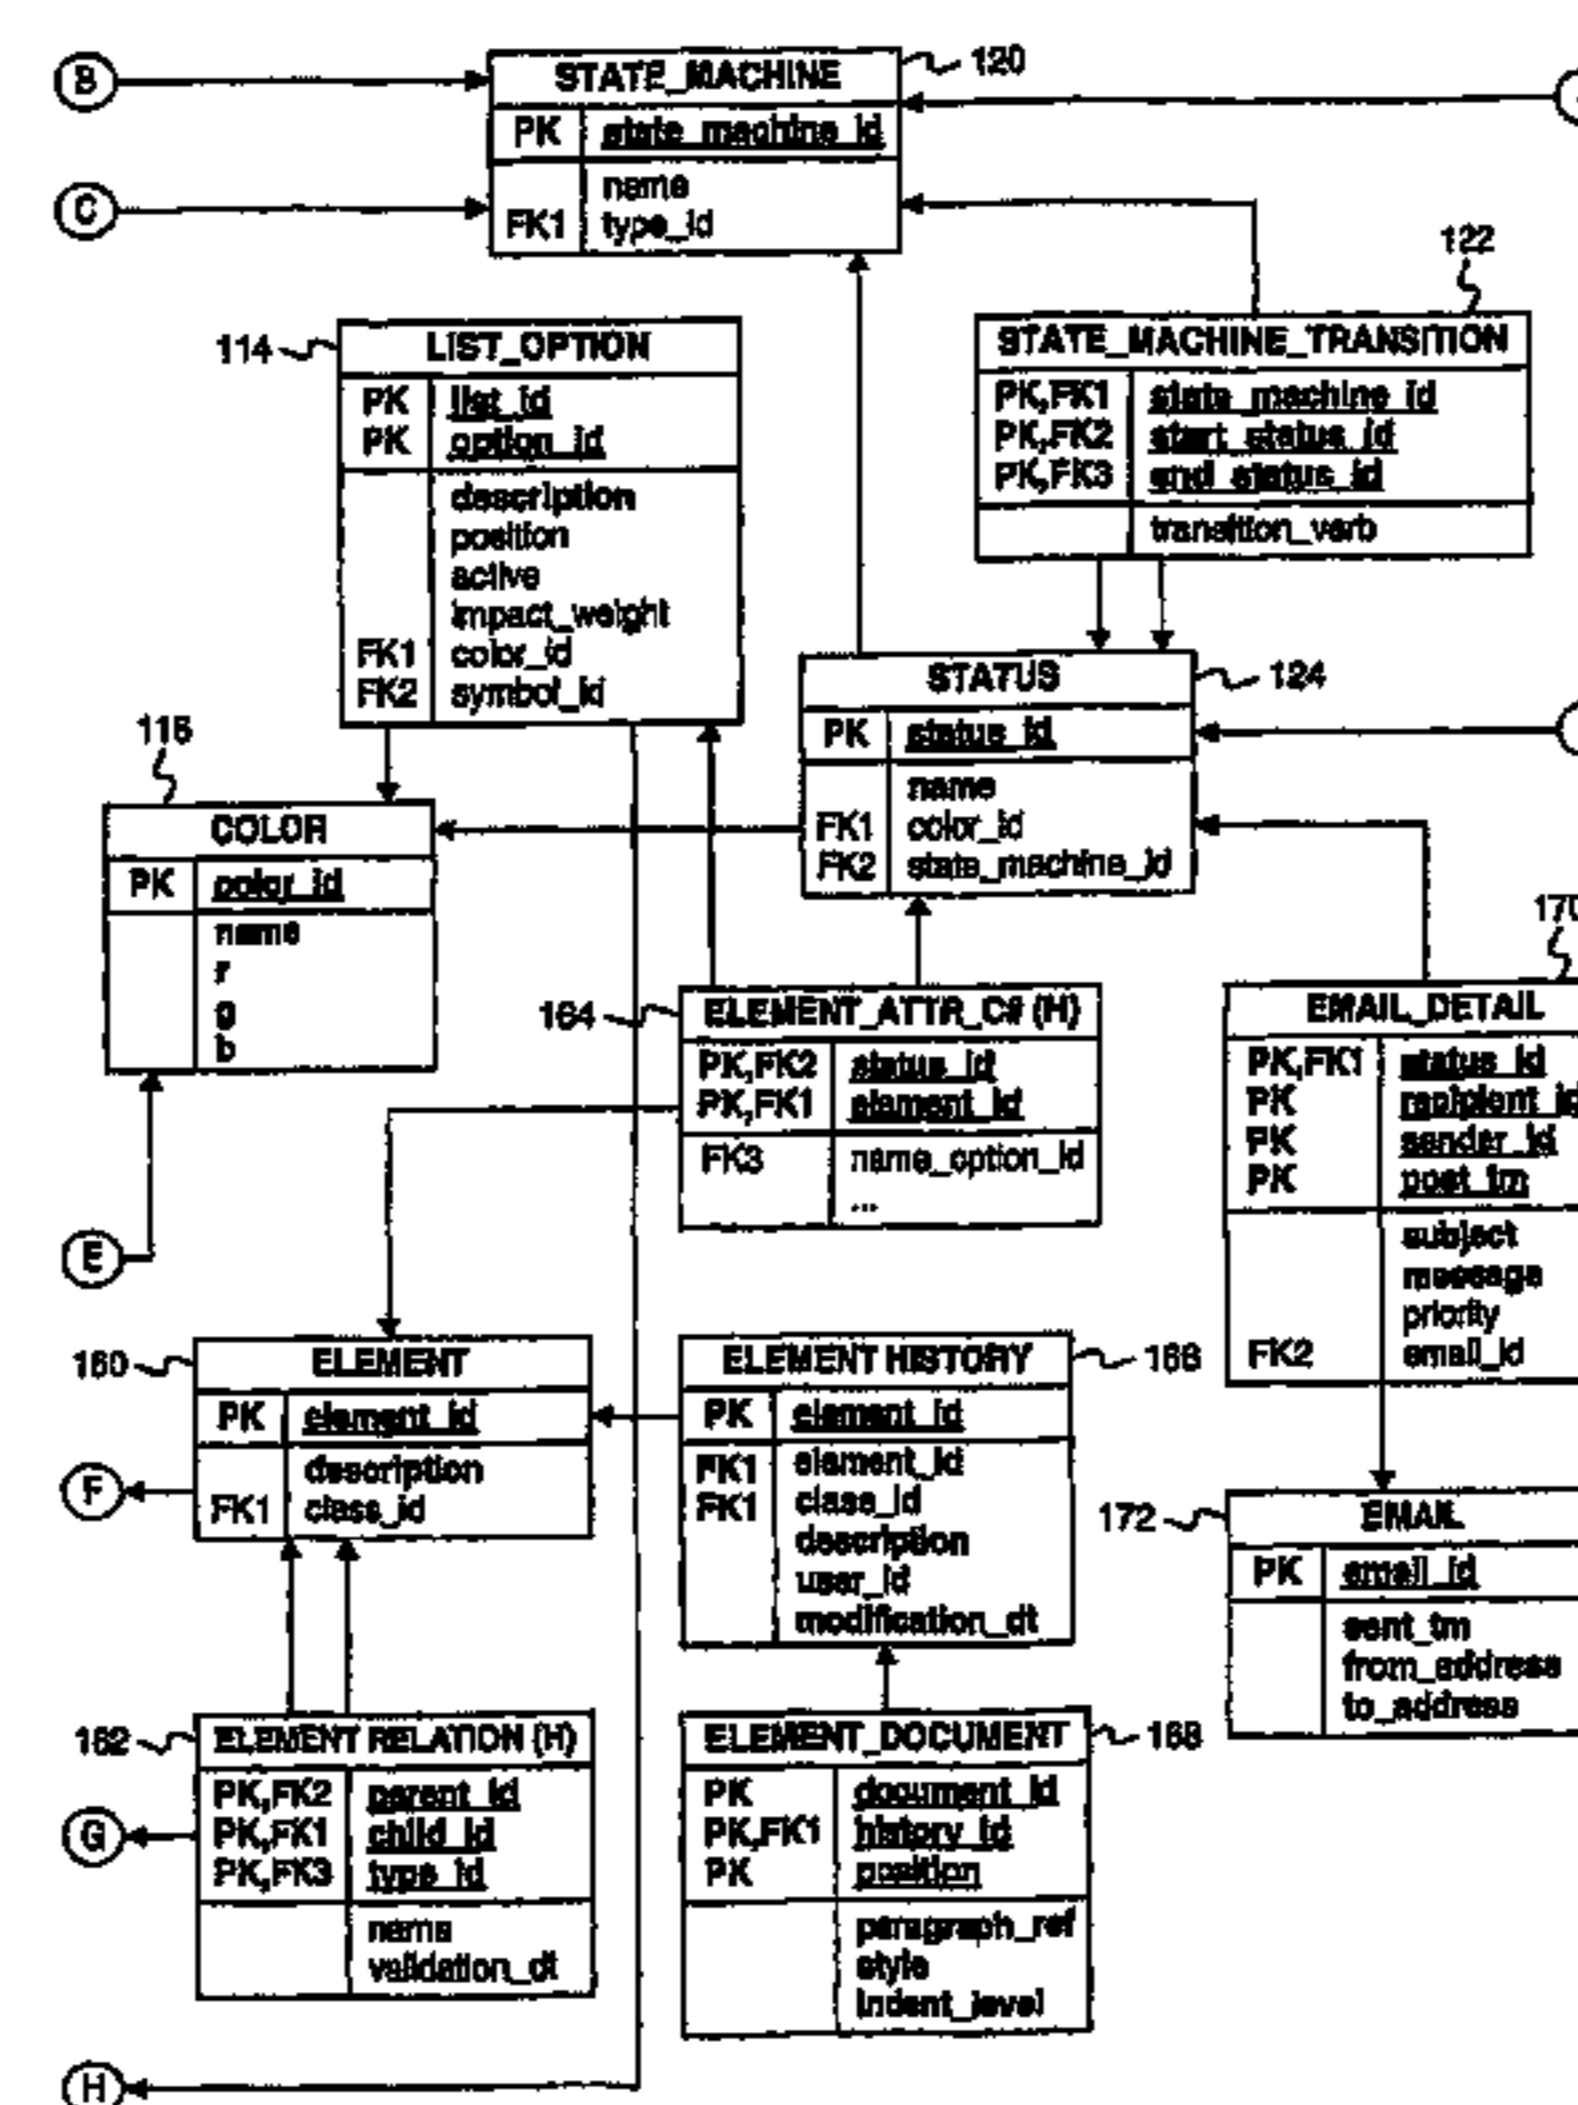 B
STATE_MACHINE
120
PK state_machine_id
name
C
FK1 type_id
122
114
LIST_OPTION
PK list_id
PK option_id
description
position
active
impact_weight
FK1 color_id
FK2 symbol_id
STATE_MACHINE_TRANSITION
PK,FK1 state_machine_id
PK,FK2 start_status_id
PK,FK3 end_status_id
transition_verb
STATUS
124
PK status_id
name
FK1 color_id
FK2 state_machine_id
116
COLOR
PK color_id
name
r
g
b
E
164
ELEMENT_ATTR_C# (H)
PK,FK2 status_id
PK,FK1 element_id
FK3 name_option_id
...
170
EMAIL_DETAIL
PK,FK1 status_id
PK recipient_id
PK sender_id
PK post_tm
subject
message
priority
FK2 email_id
160
ELEMENT
PK element_id
description
FK1 class_id
F
ELEMENT HISTORY
166
PK element_id
FK1 element_id
FK1 class_id
description
user_id
modification_dt
172
EMAIL
PK email_id
sent_tm
from_address
to_address
162
ELEMENT RELATION (H)
PK,FK2 parent_id
G
PK,FK1 child_id
PK,FK3 type_id
name
validation_dt
ELEMENT_DOCUMENT
168
PK document_id
PK,FK1 history_id
PK position
paragraph_ref
style
indent_level
H